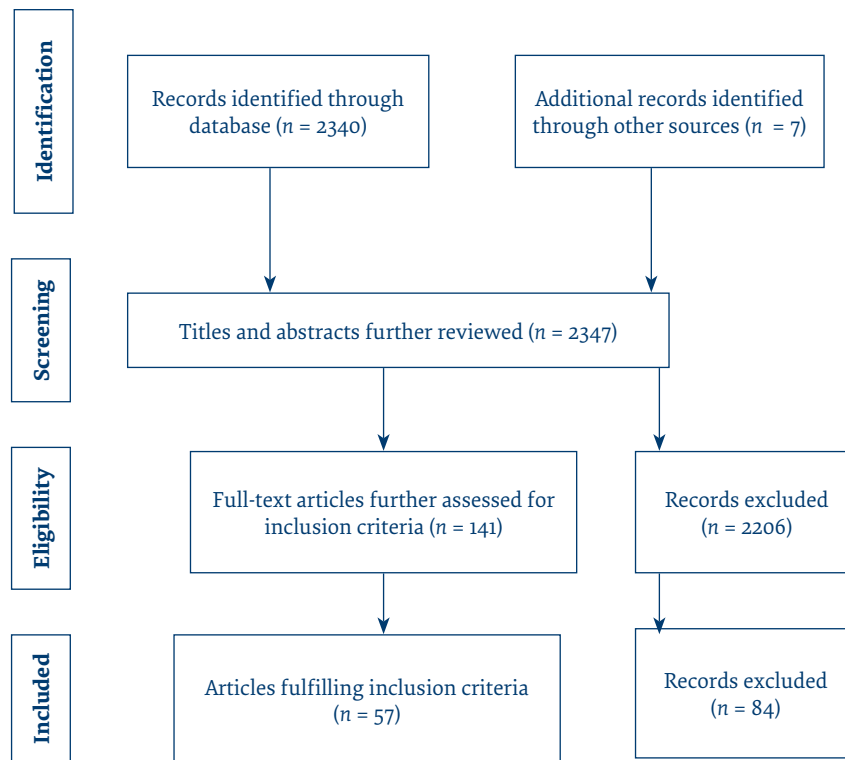 Identification
Records identified through
database (n = 2340)
Additional records identified
through other sources (n = 7)
Screening
Titles and abstracts further reviewed (n = 2347)
Eligibility
Full-text articles further assessed for
inclusion criteria (n = 141)
Records excluded
(n = 2206)
Included
Articles fulfilling inclusion criteria
(n = 57)
Records excluded
(n = 84)